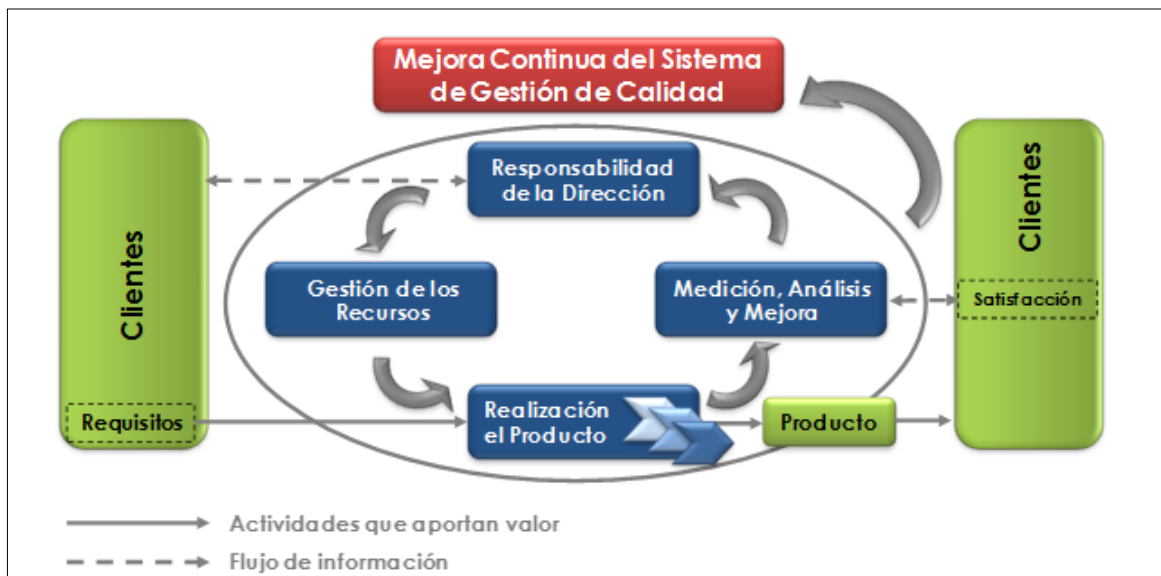 Mejora Continua del Sistema
de Gestión de Calidad
Clientes
Requisitos
Responsabilidad
de la Dirección
Gestión de los
Recursos
Medición, Análisis
y Mejora
Realización
el Producto
Producto
Clientes
Satisfacción
Actividades que aportan valor
Flujo de información